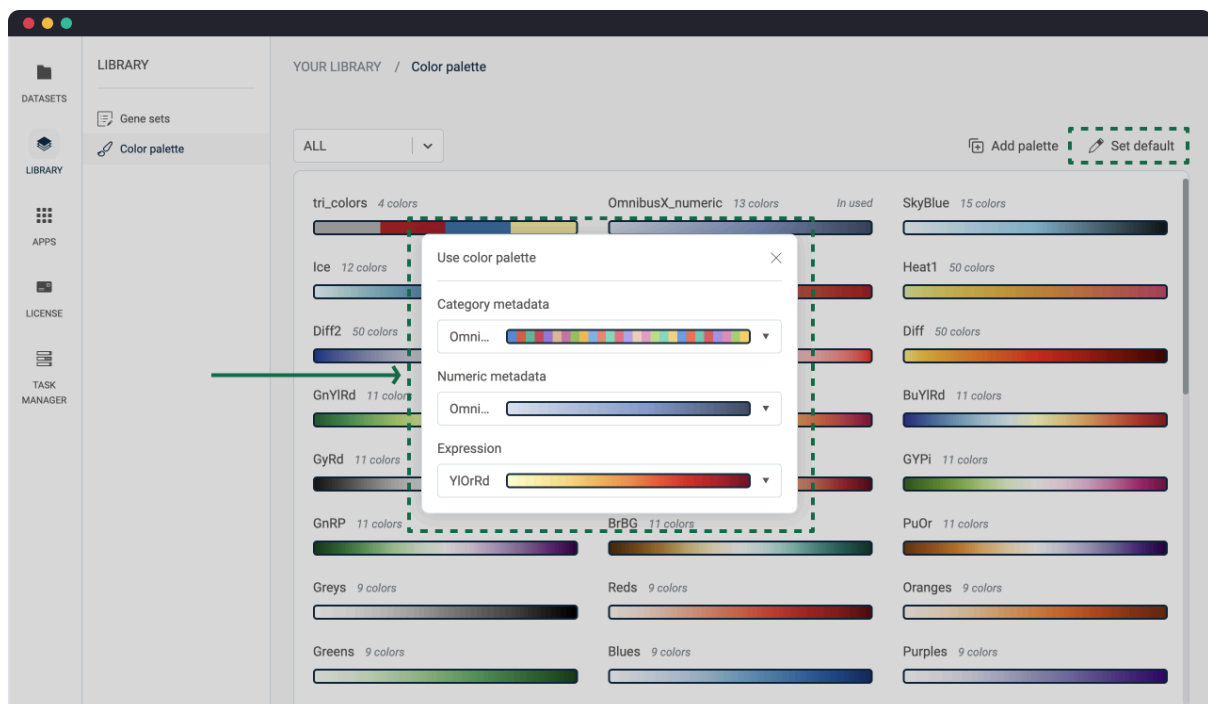 LIBRARY
YOUR LIBRARY / Color palette
DATASETS
Gene sets
Color palette
LIBRARY
APPS
LICENSE
TASK
MANAGER
ALL
Add palette
Set default
tri_colors 4 colors
OmnibusX_numeric 13 colors In used
SkyBlue 15 colors
Ice 12 colors
Heat1 50 colors
Diff2 50 colors
Diff 50 colors
GnYlRd 11 colors
BuYlRd 11 colors
GyRd 11 colors
GYPi 11 colors
GnRP 11 colors
BrBG 11 colors
PuOr 11 colors
Greys 9 colors
Reds 9 colors
Oranges 9 colors
Greens 9 colors
Blues 9 colors
Purples 9 colors
Use color palette
Category metadata
Omni...
Numeric metadata
Omni...
Expression
YlOrRd